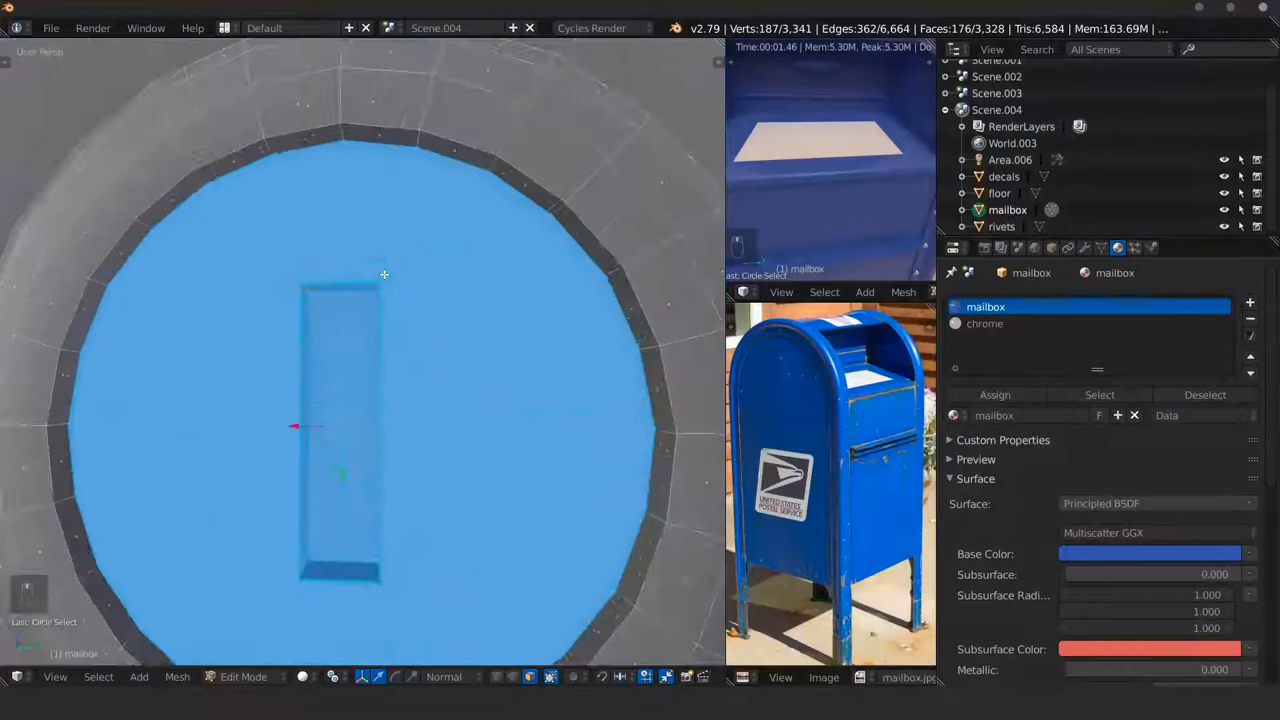 File Render Window Help Default Scene.004 Cycles Render v2.79 | Verts:187/3,341 | Edges:362/6,664 | Faces:176/3,328 | Tris:6,584 | Mem:163.69M | ...
User Persp
Time:00:01.46 | Mem:5.30M, Peak:5.30M | Do
View Search All Scenes
Scene.001
Scene.002
Scene.003
Scene.004
RenderLayers
World.003
Area.006
decals
floor
mailbox
rivets
(1) mailbox
Last: Circle Select
View Select Add Mesh
mailbox mailbox
mailbox
chrome
Assign Select Deselect
mailbox F Data
Custom Properties
Preview
Surface
Surface: Principled BSDF
Multiscatter GGX
Base Color:
Subsurface: 0.000
Subsurface Radi... 1.000
1.000
1.000
Subsurface Color:
Metallic: 0.000
UNITED STATES
POSTAL SERVICE
Last: Circle Select
(1) mailbox
View Select Add Mesh Edit Mode Normal
View Image mailbox.jpg